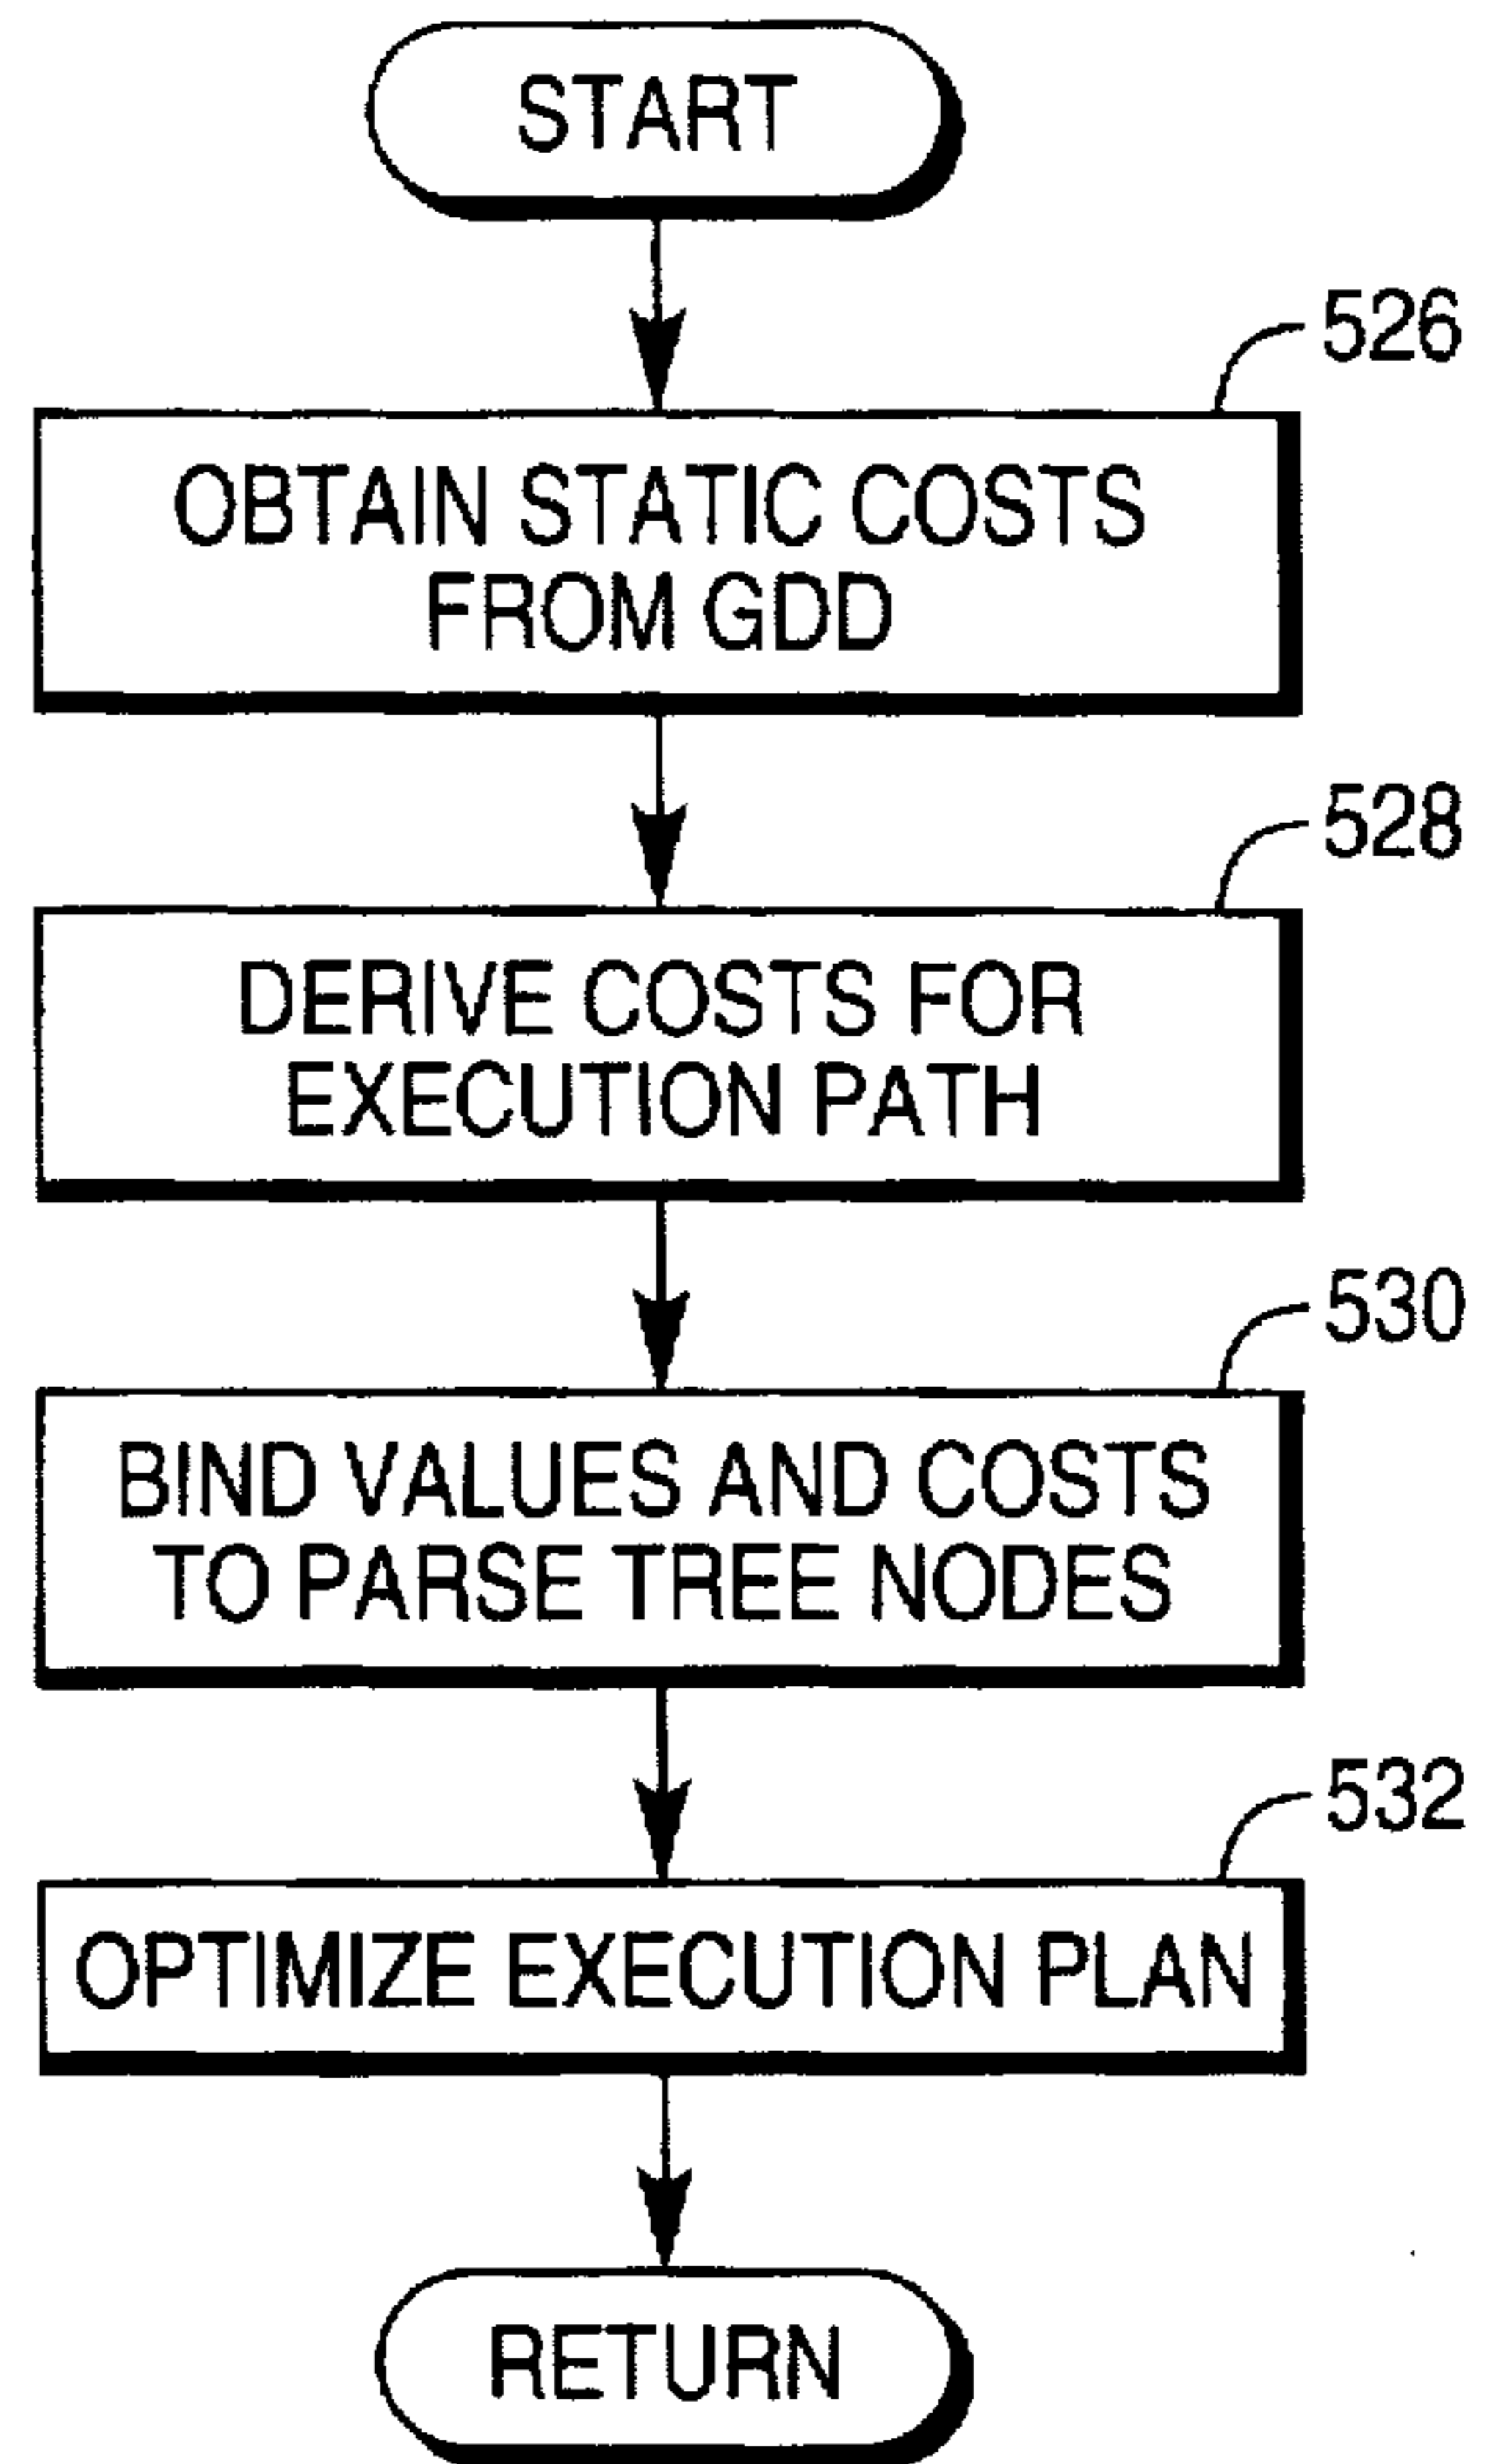 START
526
OBTAIN STATIC COSTS
FROM GDD
528
DERIVE COSTS FOR
EXECUTION PATH
530
BIND VALUES AND COSTS
TO PARSE TREE NODES
532
OPTIMIZE EXECUTION PLAN
RETURN